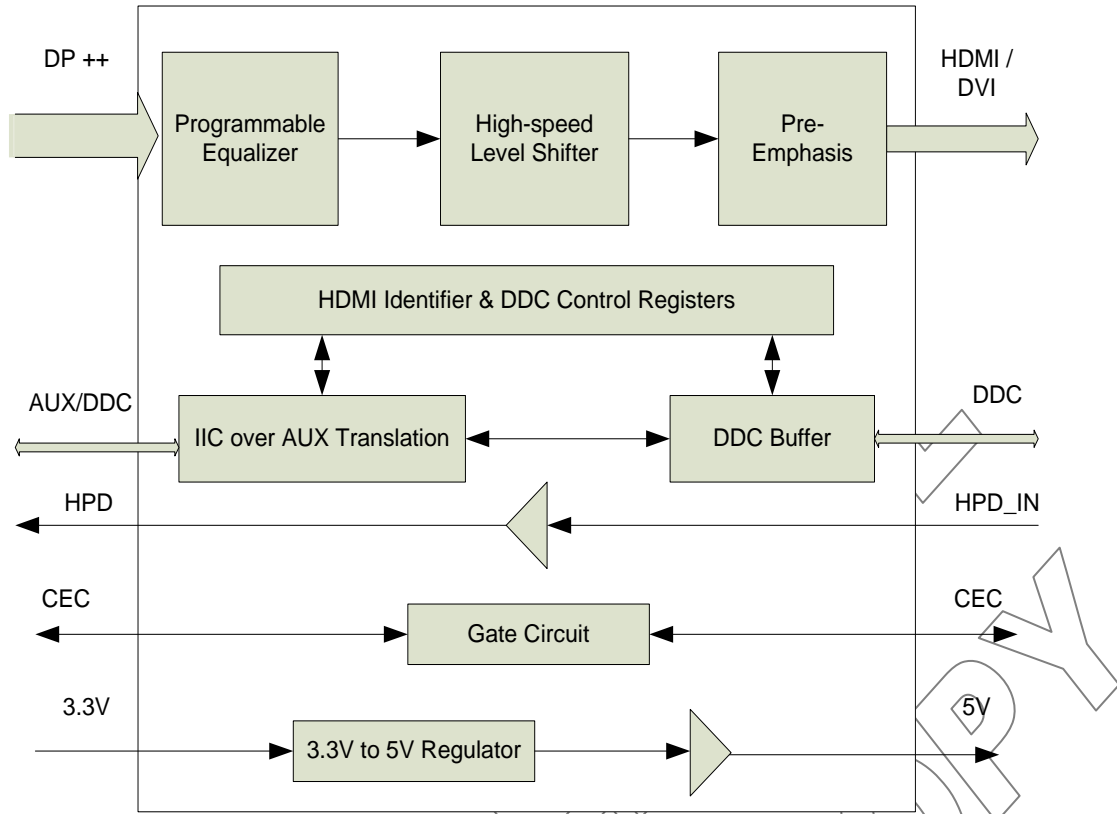 DP ++
HDMI /
DVI
Programmable
Equalizer
High-speed
Level Shifter
Pre-
Emphasis
HDMI Identifier & DDC Control Registers
AUX/DDC
DDC
IIC over AUX Translation
DDC Buffer
HPD
HPD_IN
CEC
CEC
Gate Circuit
3.3V
5V
3.3V to 5V Regulator